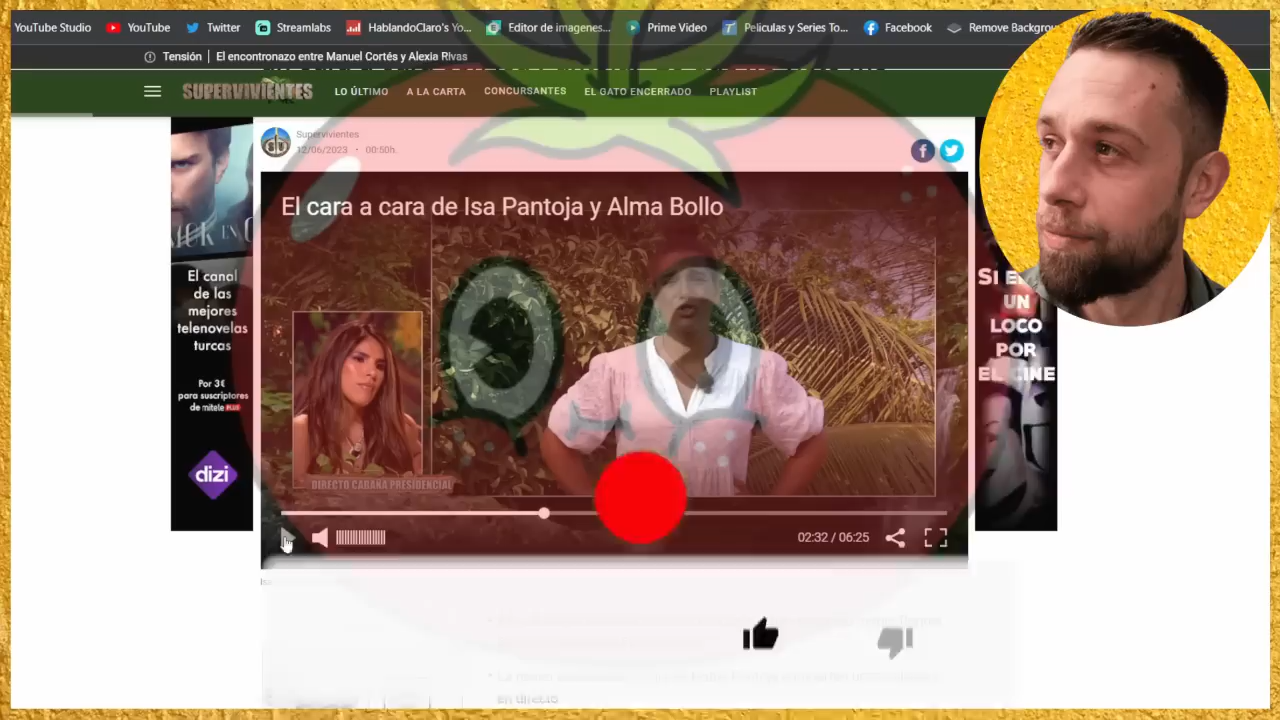 YouTube Studio YouTube Twitter Streamlabs HablandoClaro's Yo... Editor de imagenes... Prime Video Peliculas y Series To... Facebook Remove Backgrou
Tensión El encontronazo entre Manuel Cortés y Alexia Rivas
SUPERVIVIENTES LO ÚLTIMO A LA CARTA CONCURSANTES EL GATO ENCERRADO PLAYLIST
Supervivientes
12/06/2023 • 00:50h.
El cara a cara de Isa Pantoja y Alma Bollo
El canal
de las
mejores
telenovelas
turcas
Por 3€
para suscriptores
de mitele PLUS
dizi
SI E
UN
LOCO
POR
EL CINE
DIRECTO CABAÑA PRESIDENCIAL
02:32 / 06:25
en directo